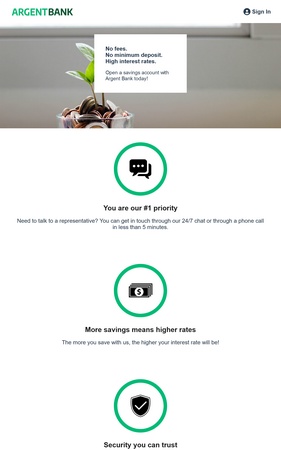 ARGENTBANK
Sign In
No fees.
No minimum deposit.
High interest rates.
Open a savings account with
Argent Bank today!
You are our #1 priority
Need to talk to a representative? You can get in touch through our 24/7 chat or through a phone call
in less than 5 minutes.
$
More savings means higher rates
The more you save with us, the higher your interest rate will be!
Security you can trust